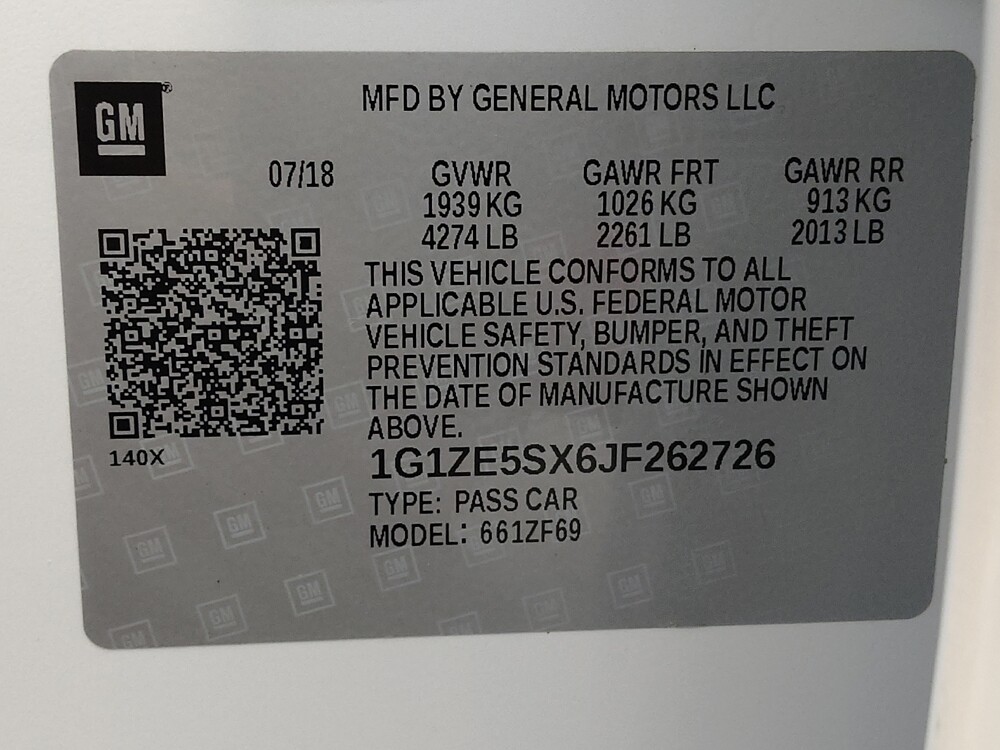 GM
MFD BY GENERAL MOTORS LLC
07/18 GVWR GAWR FRT GAWR RR
1939 KG 1026 KG 913 KG
4274 LB 2261 LB 2013 LB
THIS VEHICLE CONFORMS TO ALL
APPLICABLE U.S. FEDERAL MOTOR
VEHICLE SAFETY, BUMPER, AND THEFT
PREVENTION STANDARDS IN EFFECT ON
THE DATE OF MANUFACTURE SHOWN
ABOVE.
140X
1G1ZE5SX6JF262726
TYPE: PASS CAR
MODEL: 661ZF69